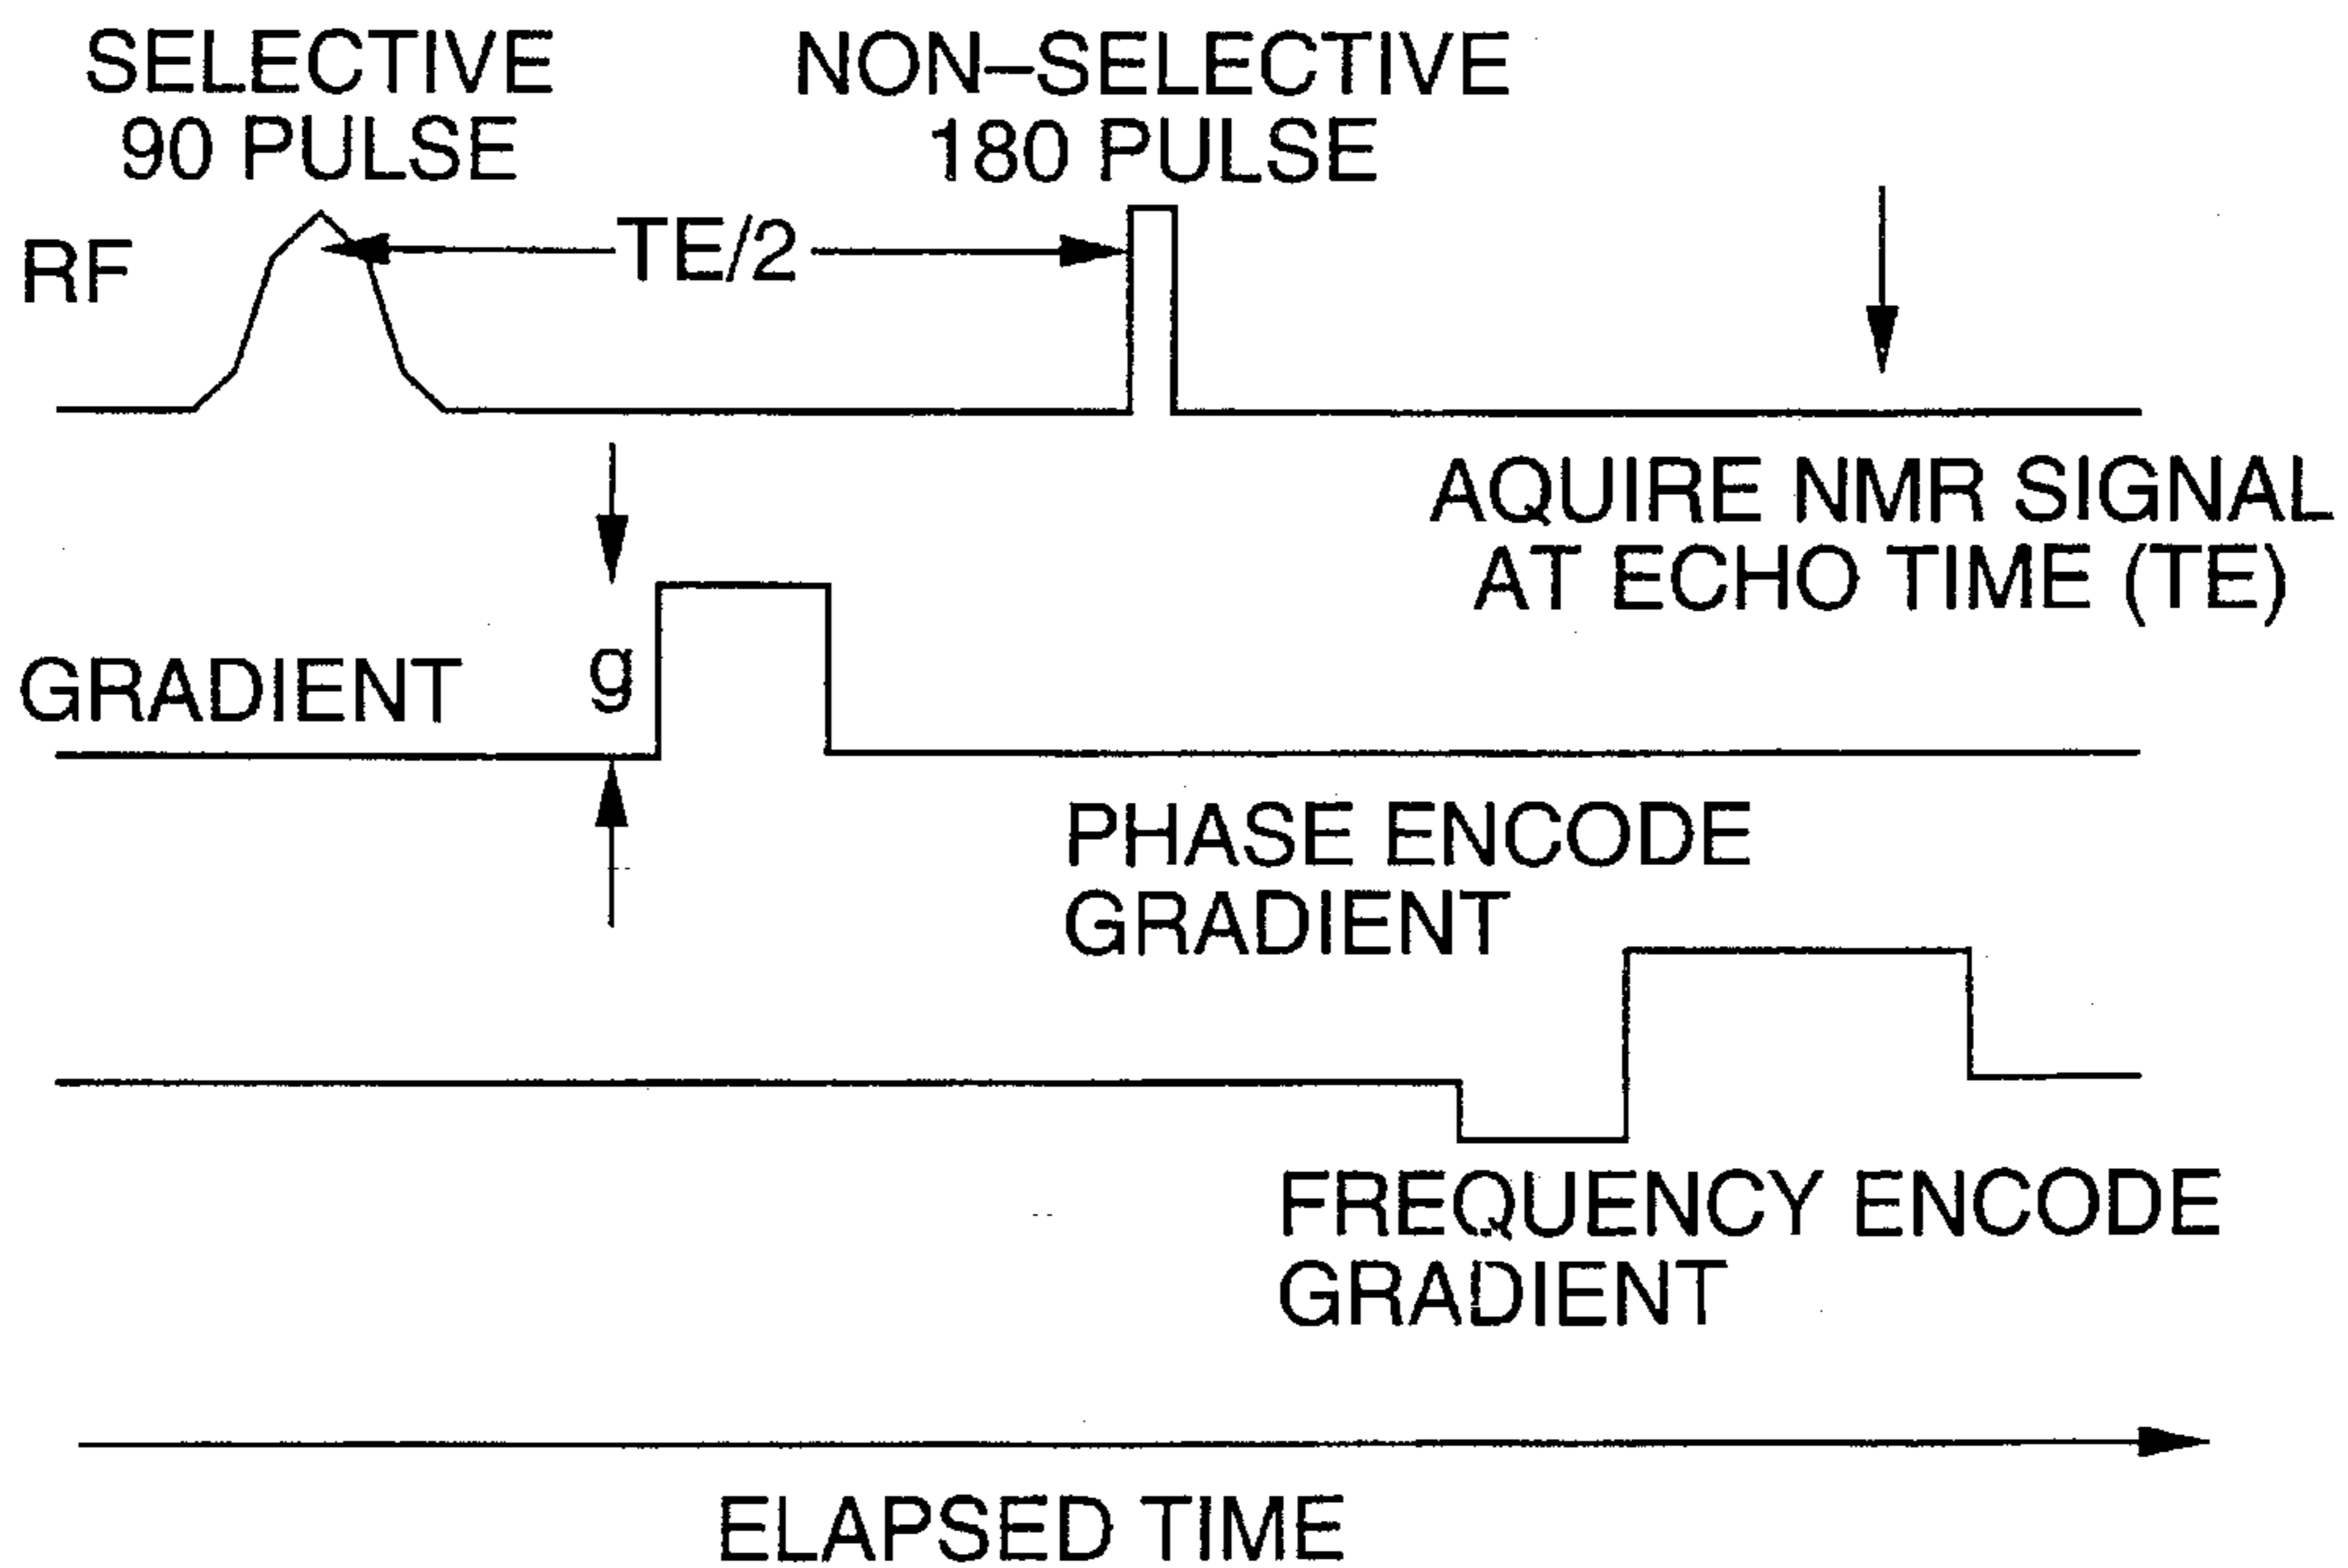 SELECTIVE
90 PULSE
NON-SELECTIVE
180 PULSE
RF
TE/2
AQUIRE NMR SIGNAL
AT ECHO TIME (TE)
GRADIENT
g
PHASE ENCODE
GRADIENT
FREQUENCY ENCODE
GRADIENT
ELAPSED TIME